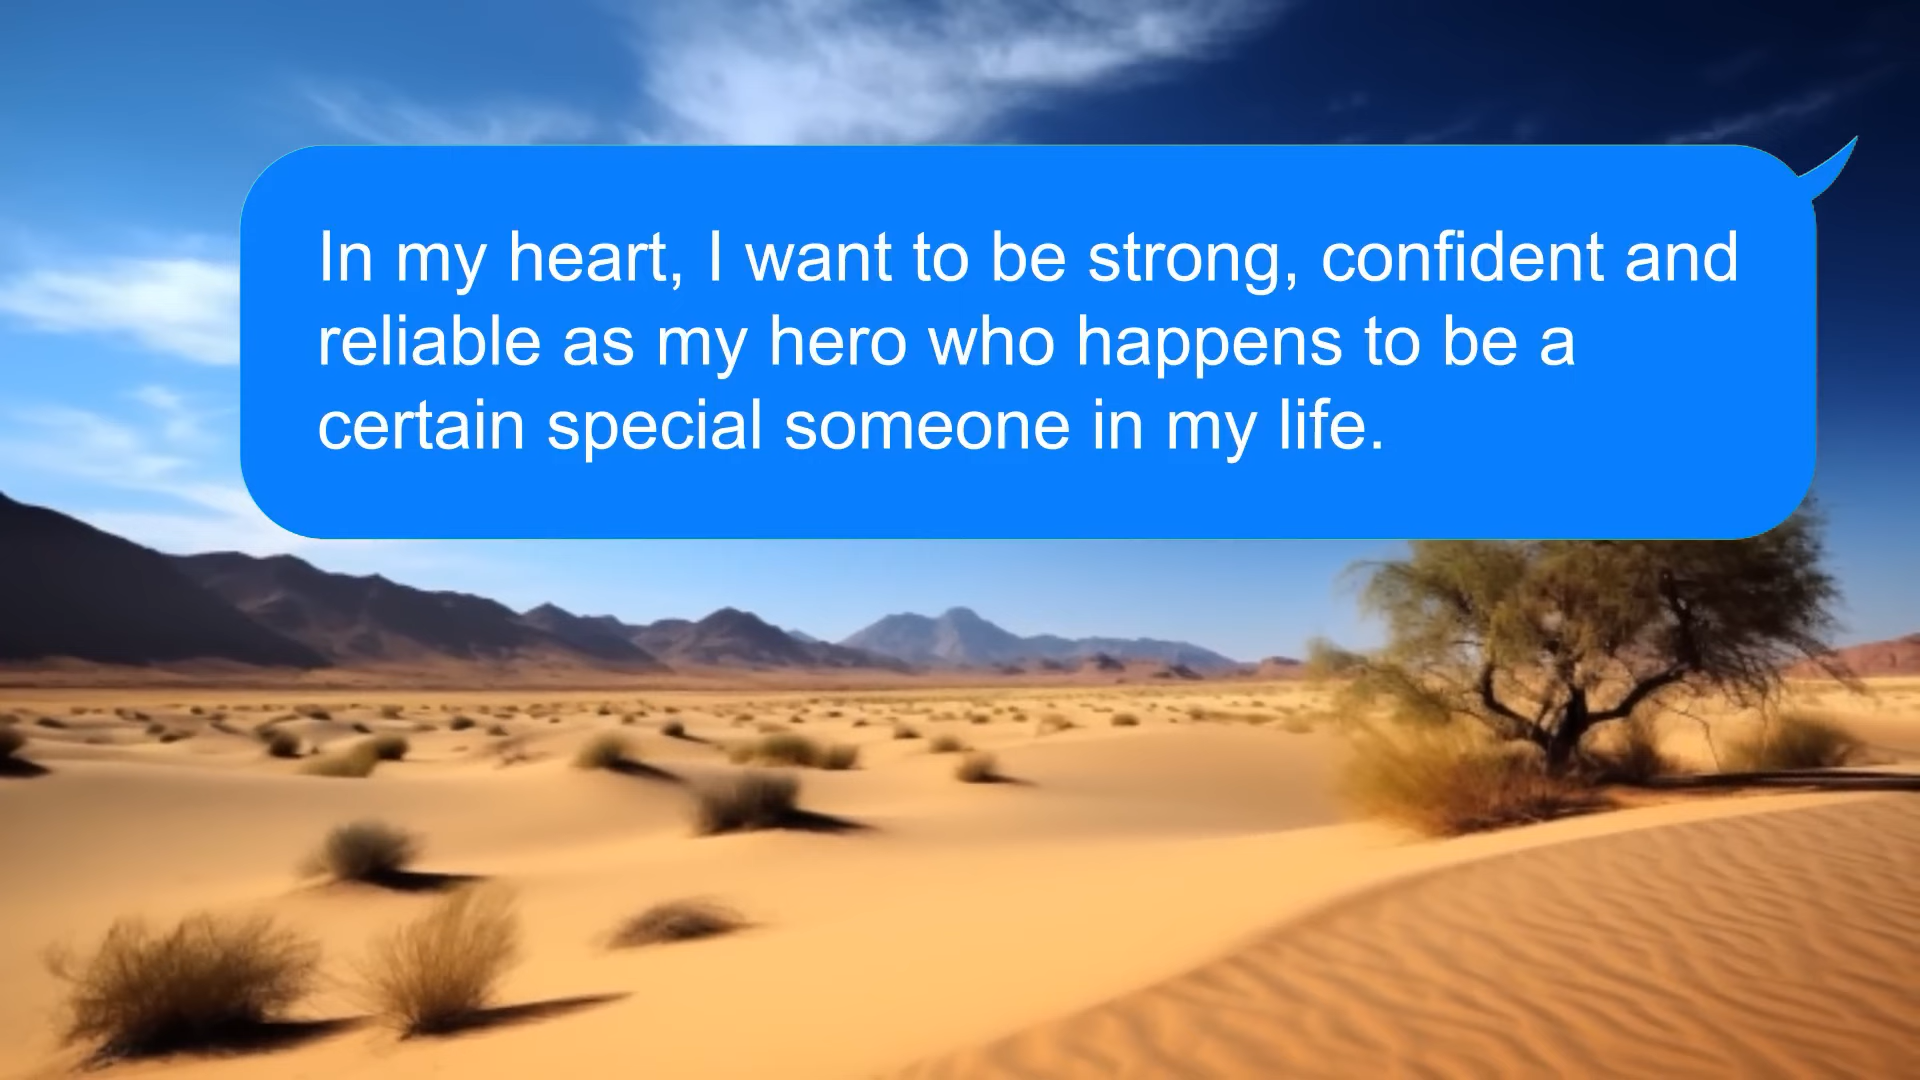 In my heart, I want to be strong, confident and
reliable as my hero who happens to be a
certain special someone in my life.